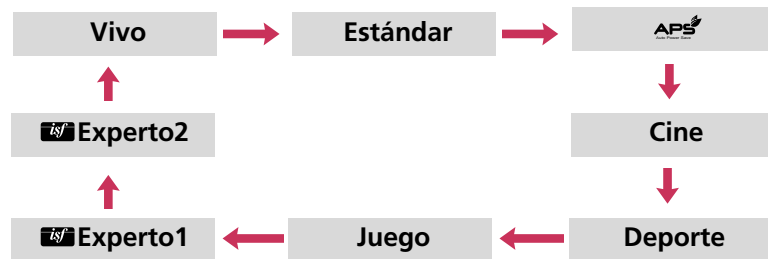 Vivo
Estándar
APS
Auto Power Save
isf Experto2
Cine
isf Experto1
Juego
Deporte